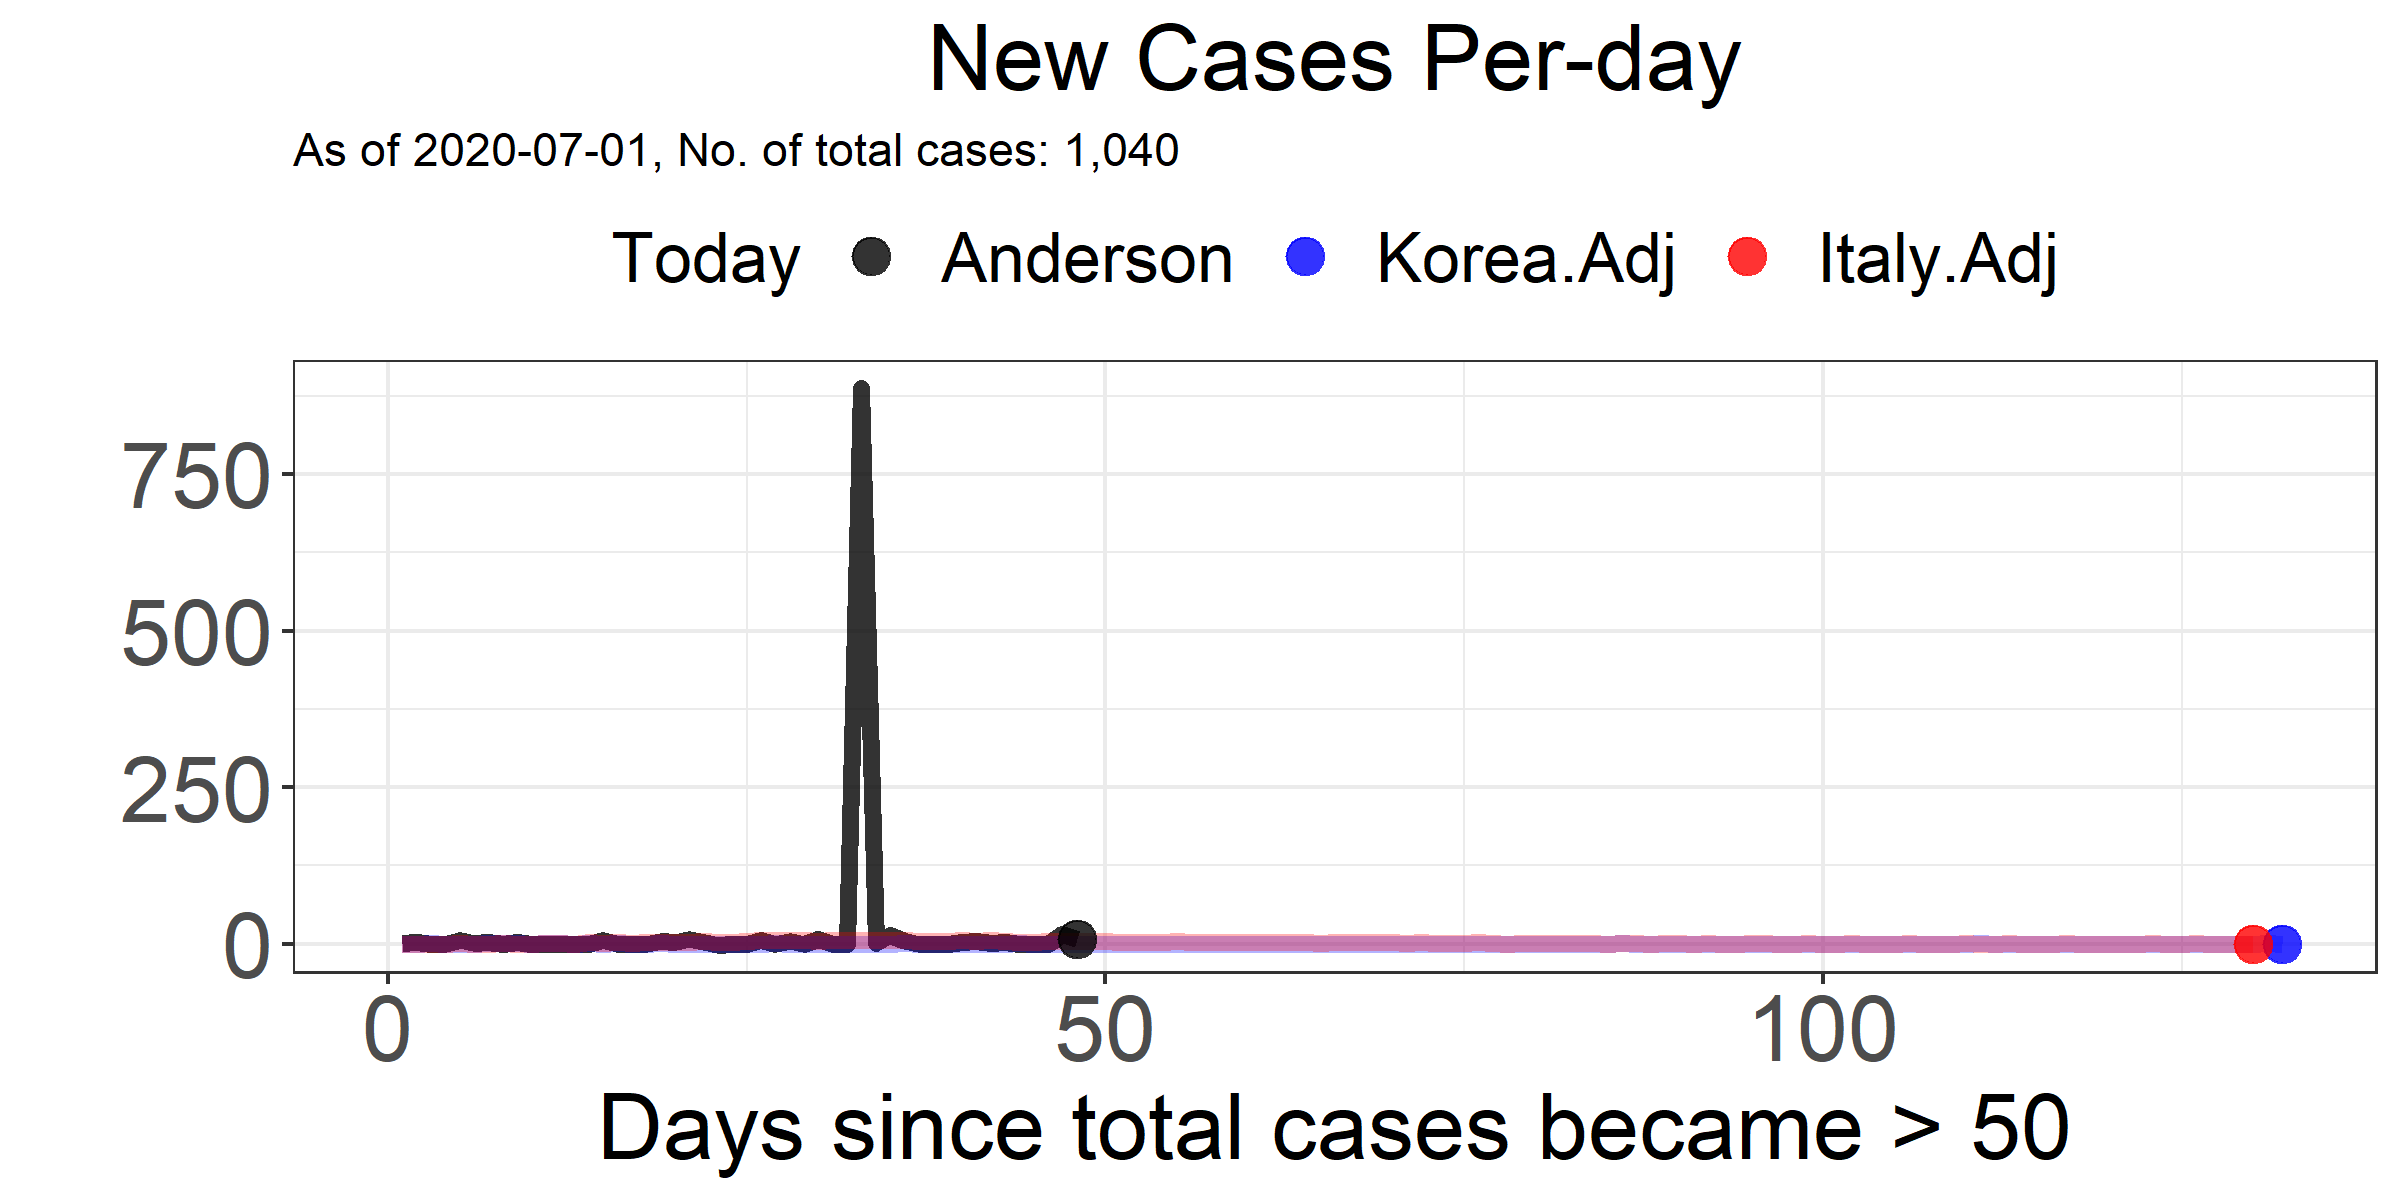 New Cases Per-day
As of 2020-07-01, No. of total cases: 1,040
Today Anderson Korea.Adj Italy.Adj
750
500
250
0
0 50 100
Days since total cases became > 50